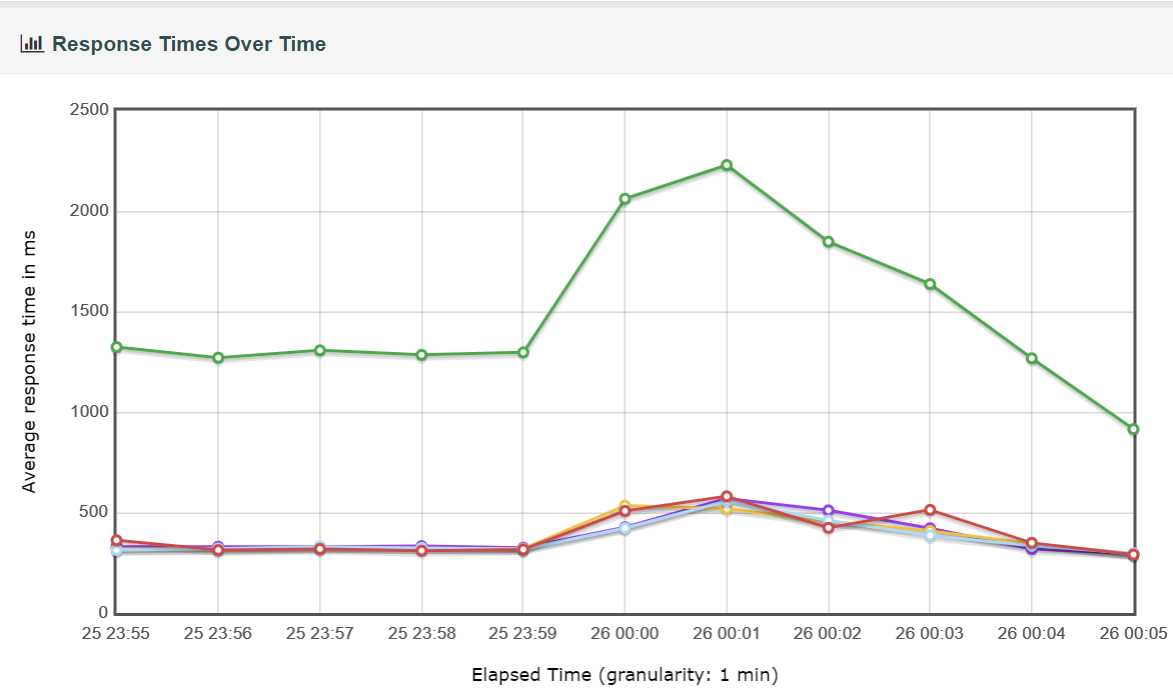 Response Times Over Time
2500
2000
1500
1000
500
0
Average response time in ms
25 23:55 25 23:56 25 23:57 25 23:58 25 23:59 26 00:00 26 00:01 26 00:02 26 00:03 26 00:04 26 00:05
Elapsed Time (granularity: 1 min)